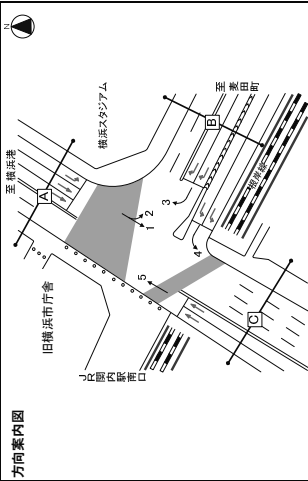 方向案内図
N
至 横浜港
A
横浜スタジアム
旧横浜市庁舎
B
至 麦田町
根岸線
1
2
3
4
5
JR関内駅南口
C